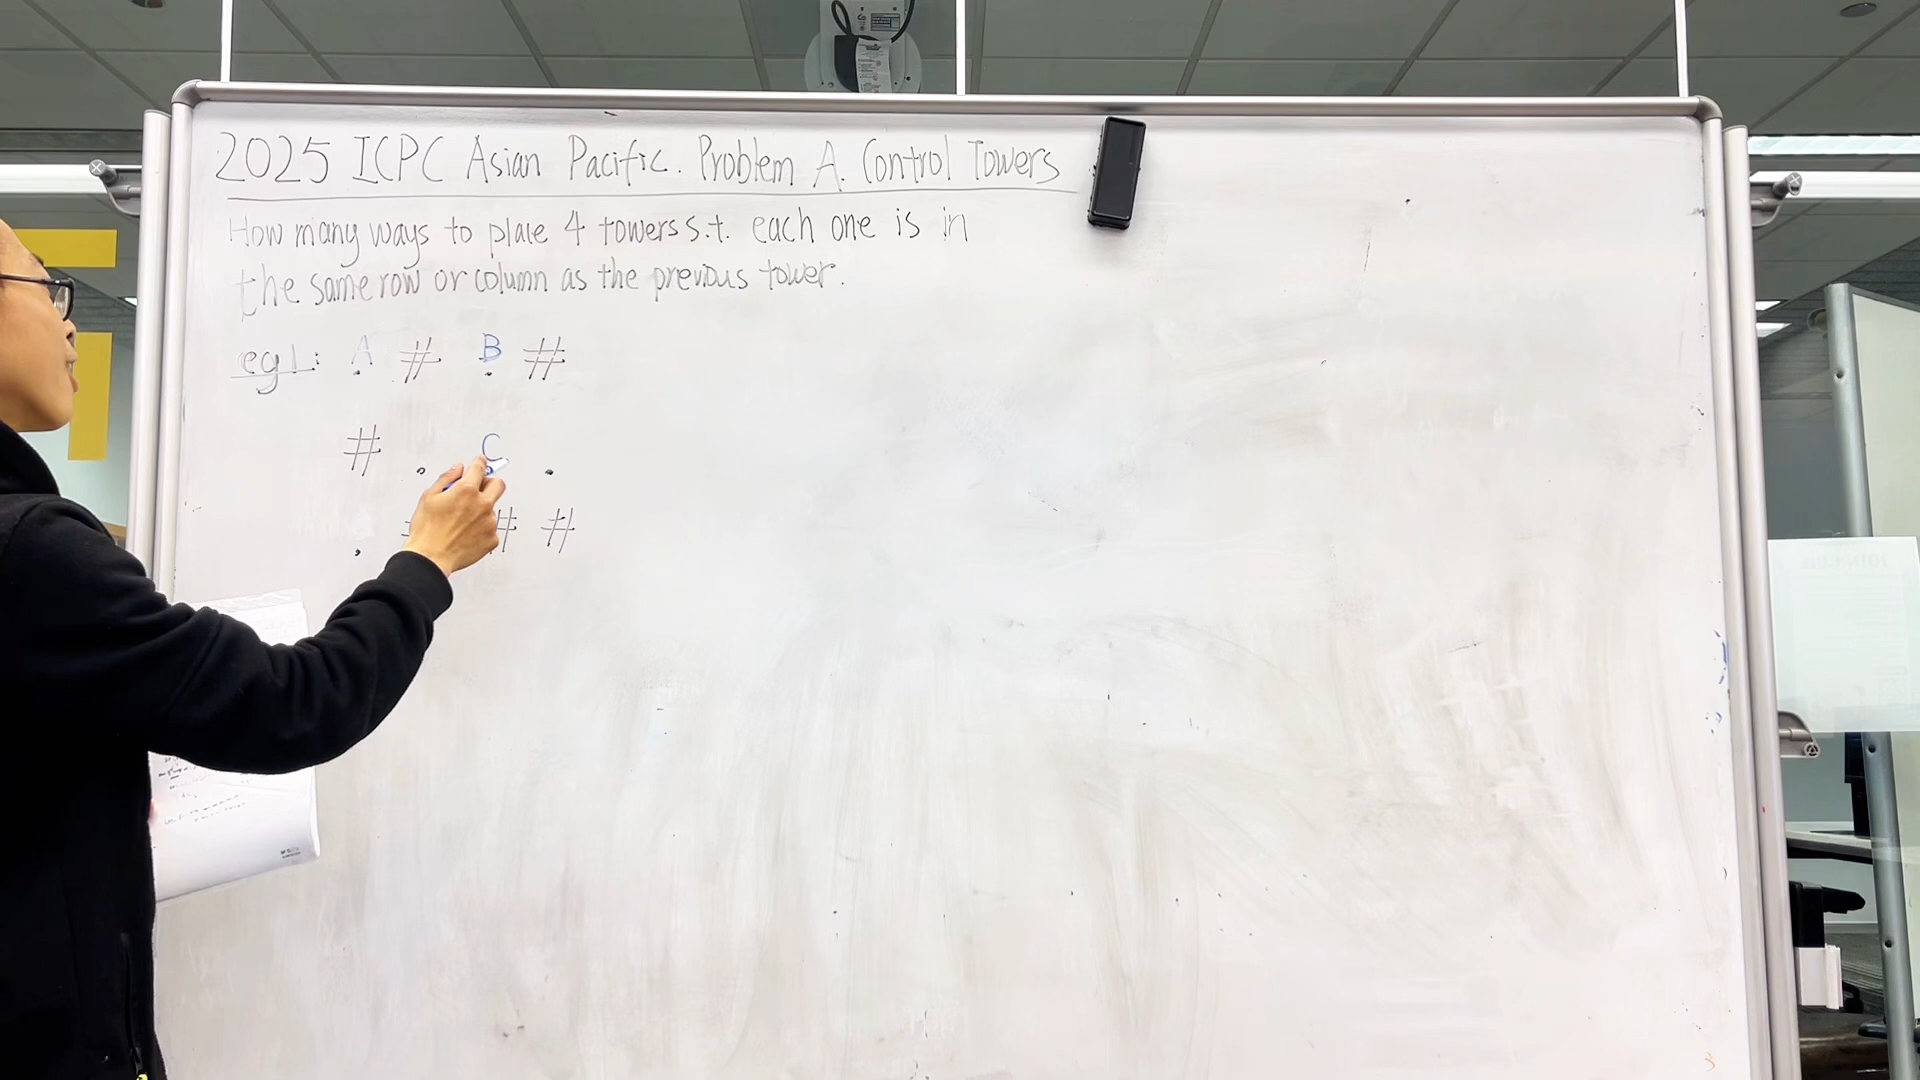 2025 ICPC Asian Pacific. Problem A. Control Towers
How many ways to place 4 towers s.t. each one is in
the same row or column as the previous tower.
eg1: A # B #
# . C .
. # # #